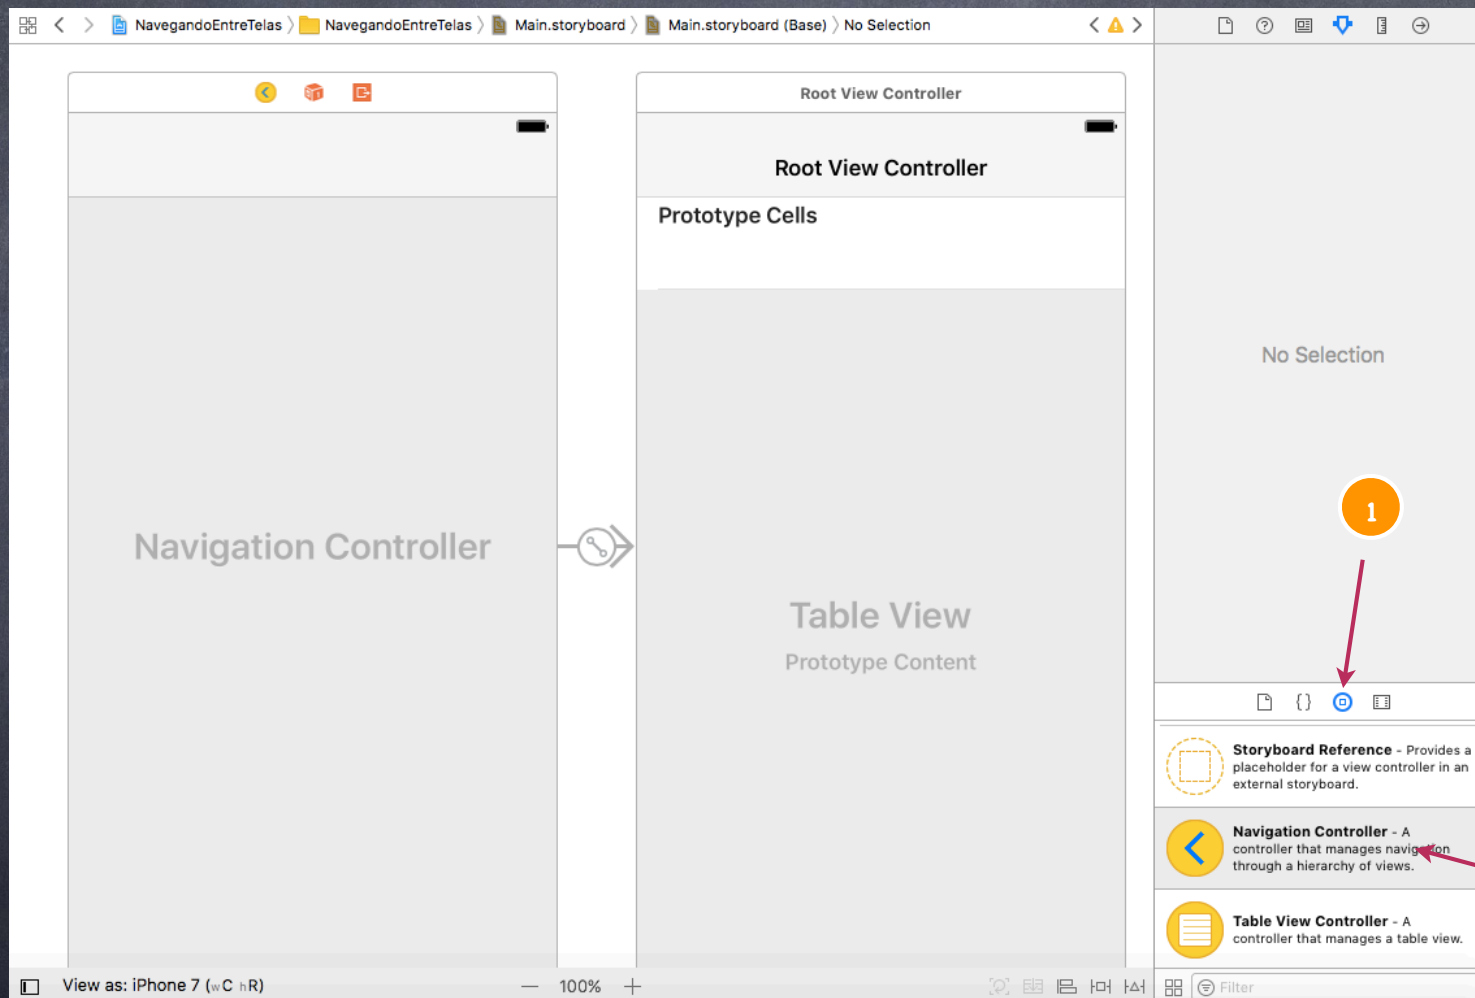 NavegandoEntreTelas NavegandoEntreTelas Main.storyboard Main.storyboard (Base) No Selection
Root View Controller
Root View Controller
Prototype Cells
Navigation Controller
Table View
Prototype Content
No Selection
1
{}
Storyboard Reference - Provides a
placeholder for a view controller in an
external storyboard.
Navigation Controller - A
controller that manages navigation
through a hierarchy of views.
Table View Controller - A
controller that manages a table view.
View as: iPhone 7 (wC hR)
— 100% +
Filter